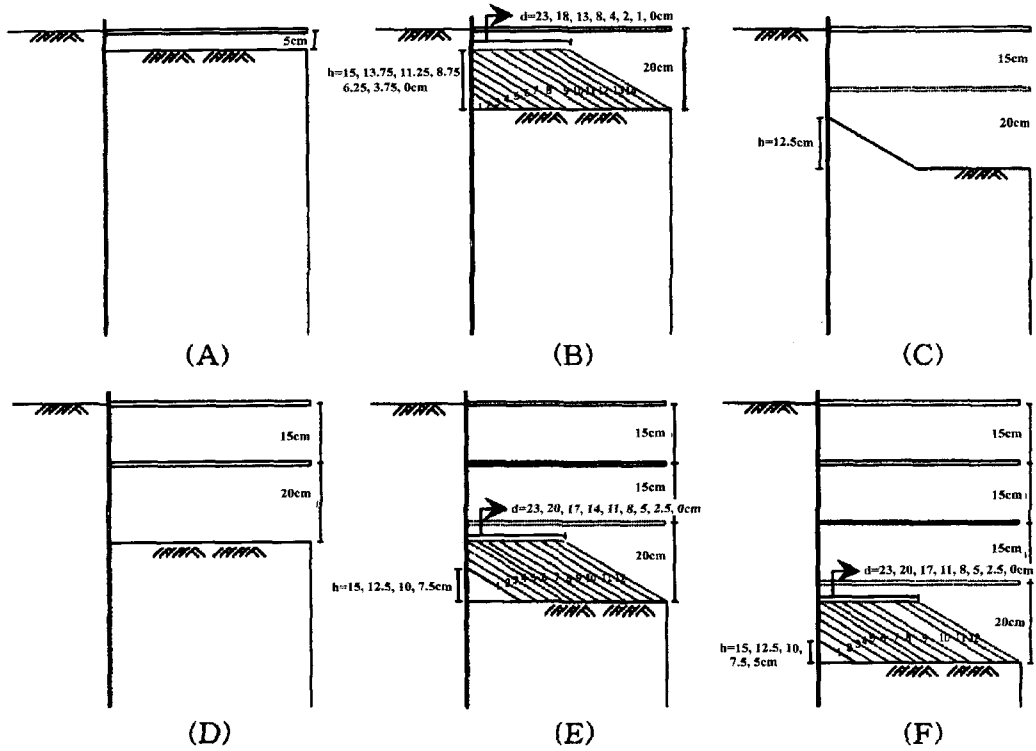 5cm
(A)
d=23, 18, 13, 8, 4, 2, 1, 0cm
h=15, 13.75, 11.25, 8.75
6.25, 3.75, 0cm
20cm
(B)
15cm
20cm
h=12.5cm
(C)
15cm
20cm
(D)
15cm
15cm
d=23, 20, 17, 14, 11, 8, 5, 2.5, 0cm
20cm
h=15, 12.5, 10, 7.5cm
(E)
15cm
15cm
15cm
d=23, 20, 17, 11, 8, 5, 2.5, 0cm
20cm
h=15, 12.5, 10,
7.5, 5cm
(F)